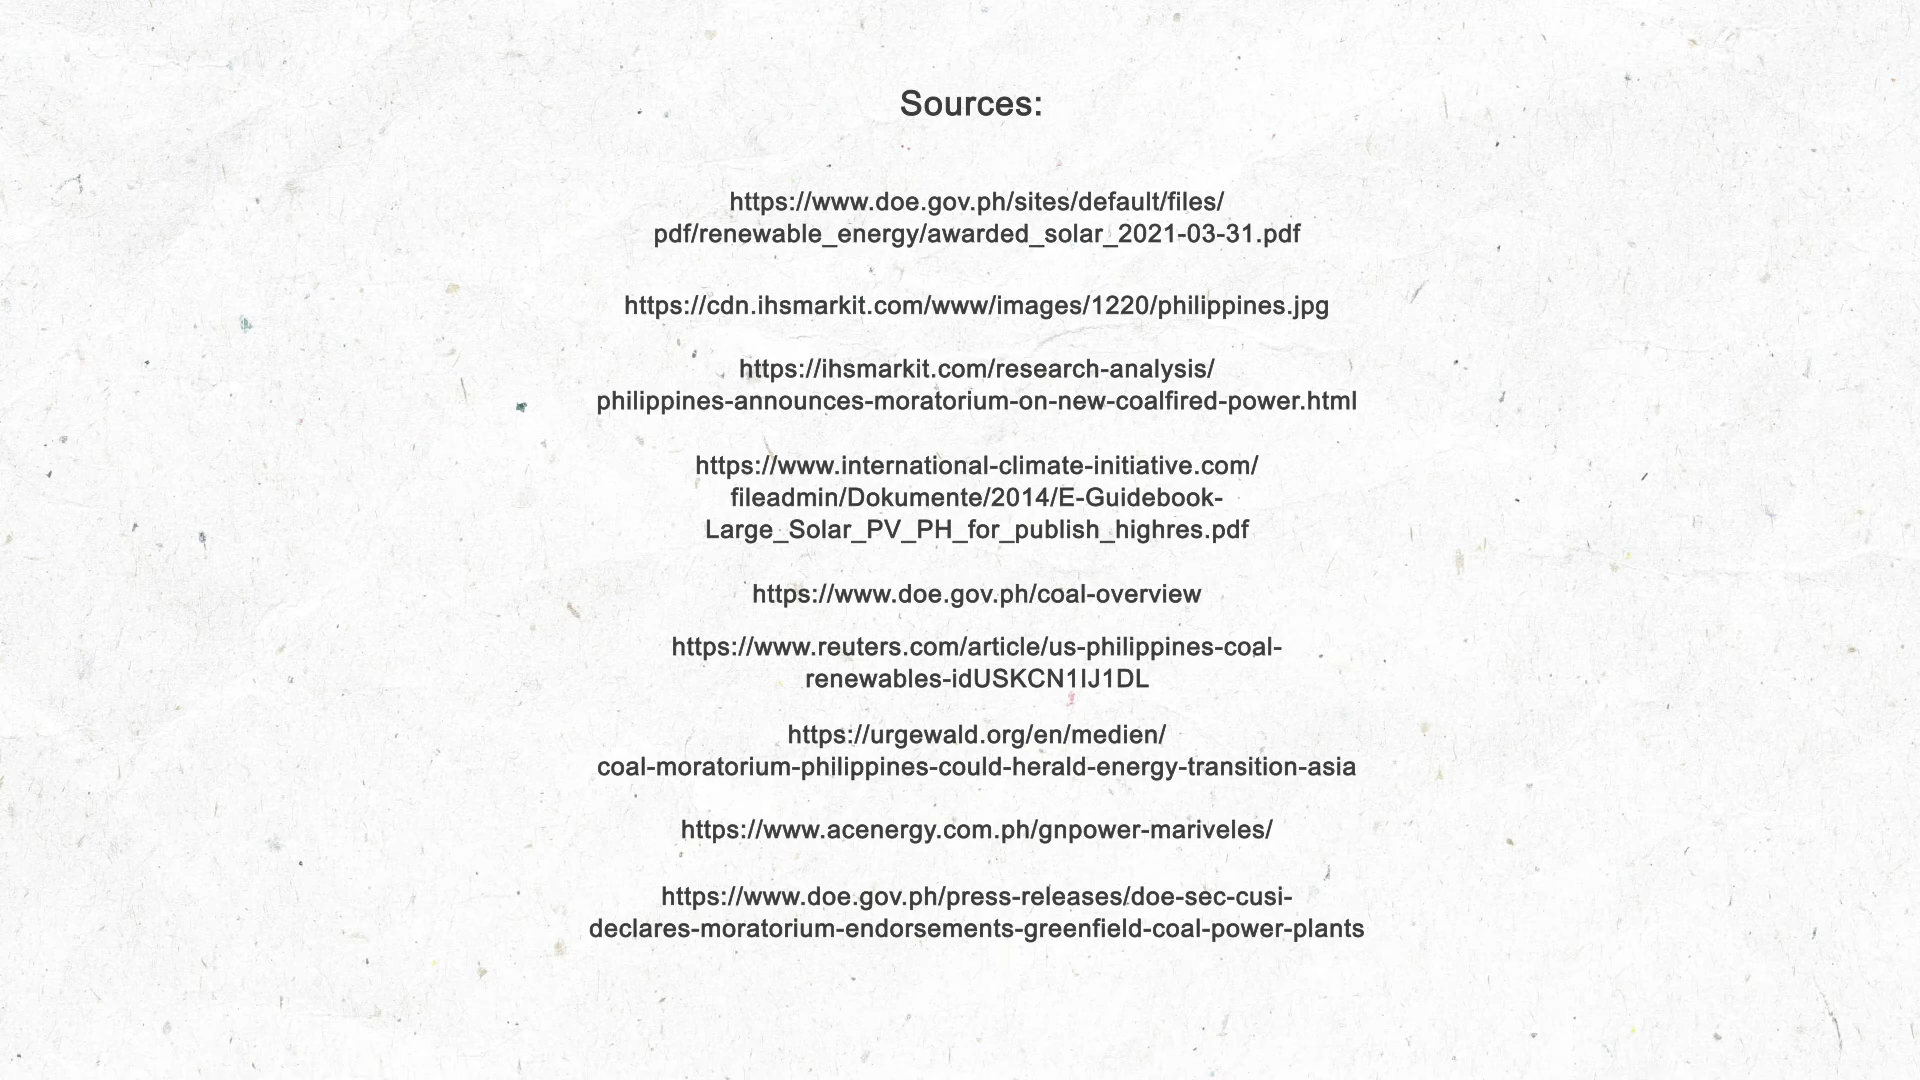 Sources:
https://www.doe.gov.ph/sites/default/files/
pdf/renewable_energy/awarded_solar_2021-03-31.pdf
https://cdn.ihsmarkit.com/www/images/1220/philippines.jpg
https://ihsmarkit.com/research-analysis/
philippines-announces-moratorium-on-new-coalfired-power.html
https://www.international-climate-initiative.com/
fileadmin/Dokumente/2014/E-Guidebook-
Large_Solar_PV_PH_for_publish_highres.pdf
https://www.doe.gov.ph/coal-overview
https://www.reuters.com/article/us-philippines-coal-
renewables-idUSKCN1IJ1DL
https://urgewald.org/en/medien/
coal-moratorium-philippines-could-herald-energy-transition-asia
https://www.acenergy.com.ph/gnpower-mariveles/
https://www.doe.gov.ph/press-releases/doe-sec-cusi-
declares-moratorium-endorsements-greenfield-coal-power-plants